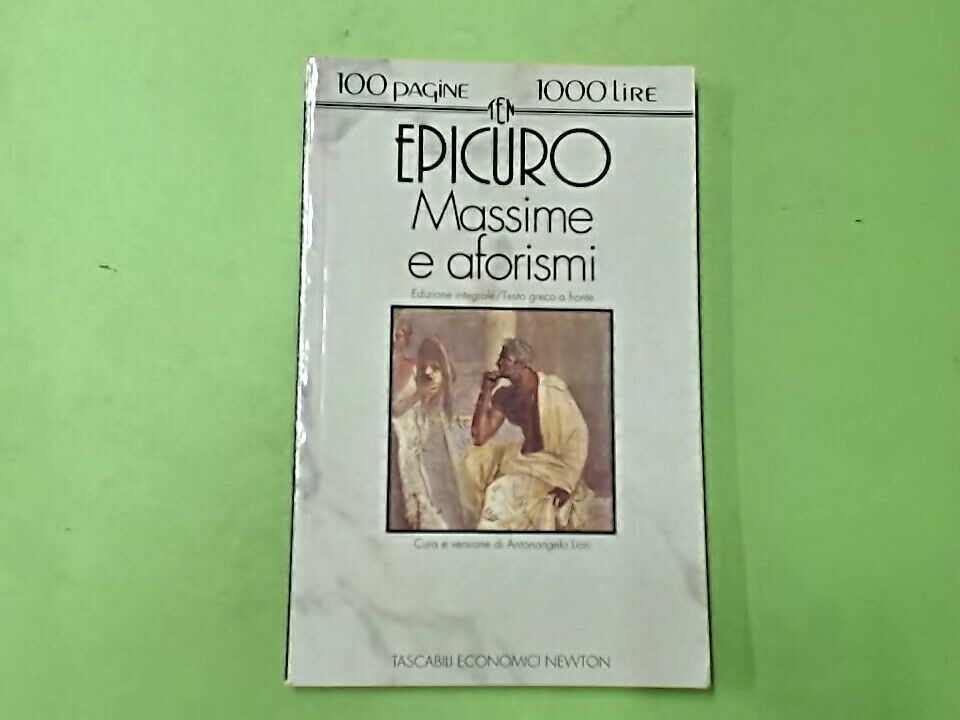 100 pagine 1000 lire
TEN
EPICURO
Massime
e aforismi
Edizione integrale/Testo greco a fronte
Cura e versione di Antonangelo Liori
TASCABILI ECONOMICI NEWTON